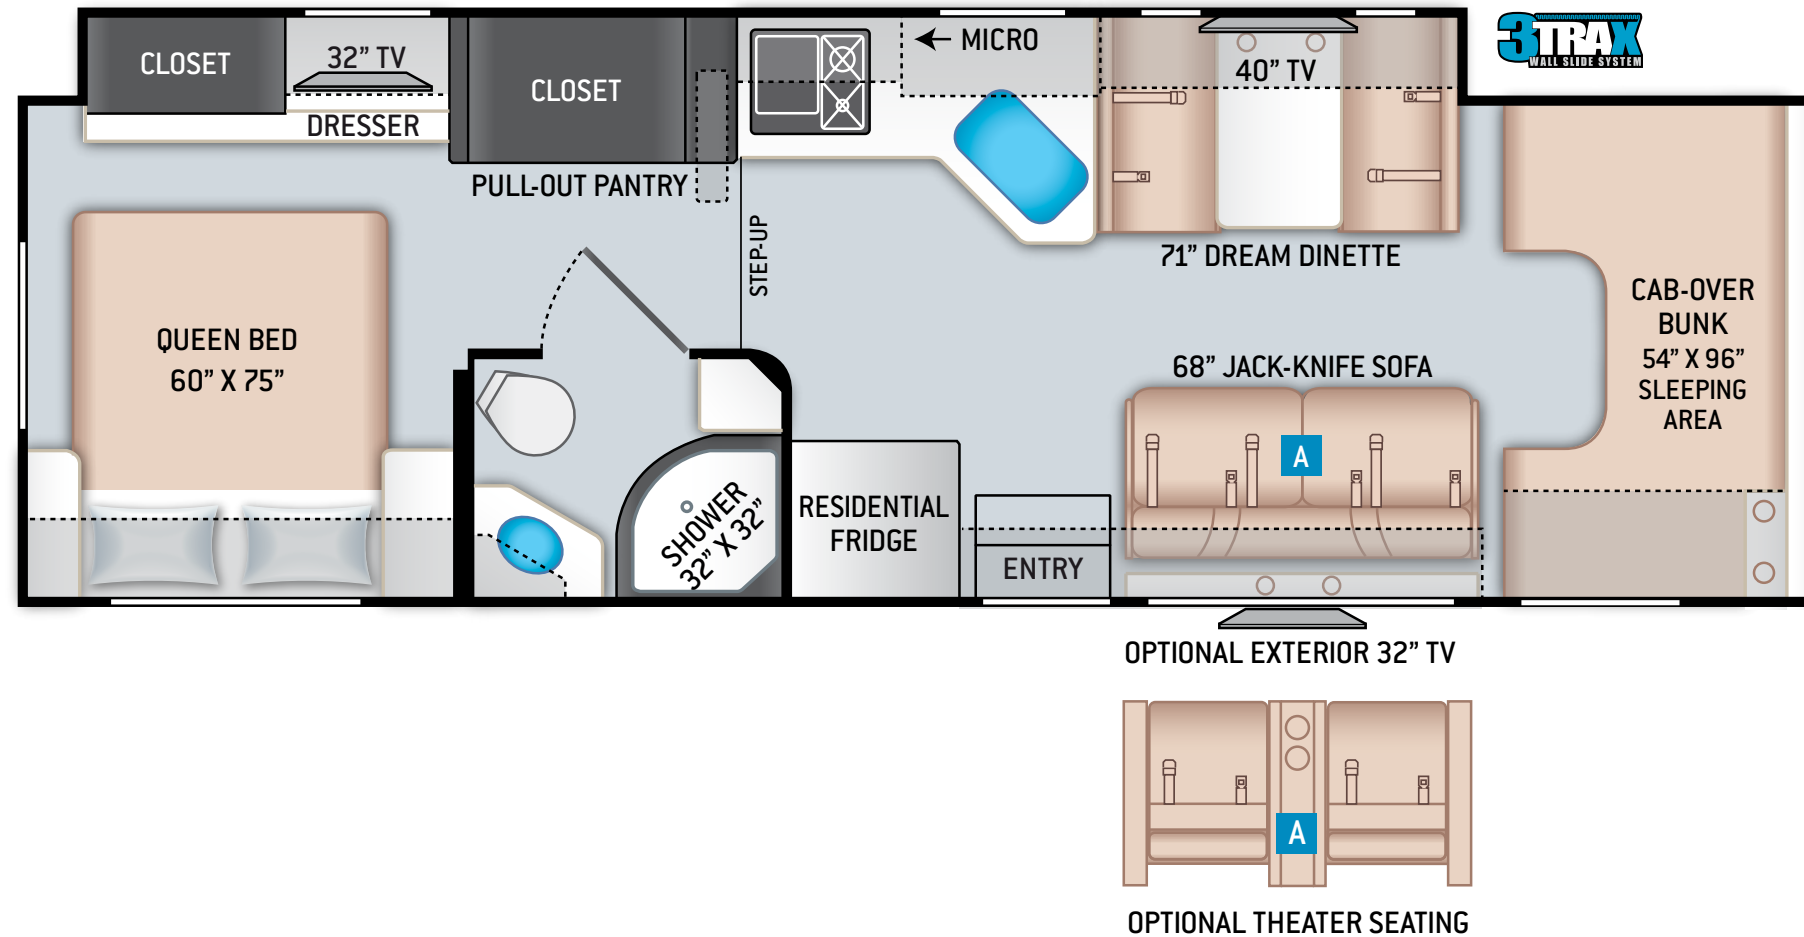 3TRAX
WALL SLIDE SYSTEM
CLOSET
32” TV
DRESSER
CLOSET
PULL-OUT PANTRY
STEP-UP
← MICRO
40” TV
71” DREAM DINETTE
CAB-OVER
BUNK
54” X 96”
SLEEPING
AREA
QUEEN BED
60” X 75”
68” JACK-KNIFE SOFA
A
SHOWER
32” X 32”
RESIDENTIAL
FRIDGE
ENTRY
OPTIONAL EXTERIOR 32” TV
A
OPTIONAL THEATER SEATING